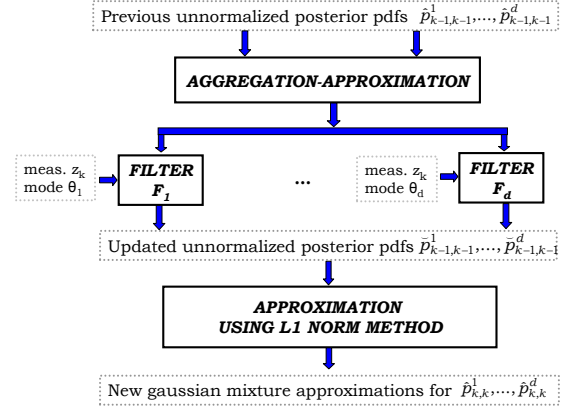 Previous unnormalized posterior pdfs p̂¹ₖ₋₁,ₖ₋₁,...,p̂ᵈₖ₋₁,ₖ₋₁
AGGREGATION-APPROXIMATION
meas. zₖ
mode θ₁
FILTER
F₁
...
meas. zₖ
mode θd
FILTER
Fd
Updated unnormalized posterior pdfs p̆¹ₖ₋₁,ₖ₋₁,...,p̆ᵈₖ₋₁,ₖ₋₁
APPROXIMATION
USING L1 NORM METHOD
New gaussian mixture approximations for p̂¹ₖ,ₖ,...,p̂ᵈₖ,ₖ